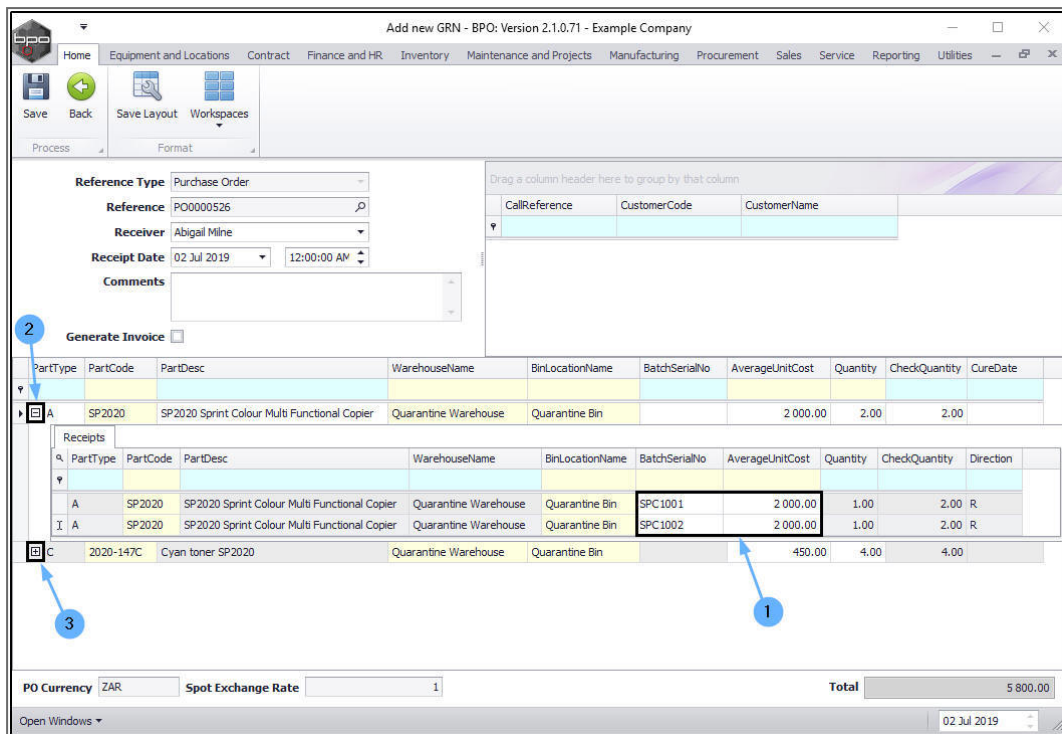 Add new GRN - BPO: Version 2.1.0.71 - Example Company
bpo
Home Equipment and Locations Contract Finance and HR Inventory Maintenance and Projects Manufacturing Procurement Sales Service Reporting Utilities
Save Back Save Layout Workspaces
Process Format
Reference Type Purchase Order
Reference PO0000526
Receiver Abigail Milne
Receipt Date 02 Jul 2019 12:00:00 AM
Comments
Generate Invoice
Drag a column header here to group by that column
CallReference CustomerCode CustomerName
2
PartType PartCode PartDesc WarehouseName BinLocationName BatchSerialNo AverageUnitCost Quantity CheckQuantity CureDate
A SP2020 SP2020 Sprint Colour Multi Functional Copier Quarantine Warehouse Quarantine Bin 2 000.00 2.00 2.00
Receipts
PartType PartCode PartDesc WarehouseName BinLocationName BatchSerialNo AverageUnitCost Quantity CheckQuantity Direction
A SP2020 SP2020 Sprint Colour Multi Functional Copier Quarantine Warehouse Quarantine Bin SPC1001 2 000.00 1.00 2.00 R
A SP2020 SP2020 Sprint Colour Multi Functional Copier Quarantine Warehouse Quarantine Bin SPC1002 2 000.00 1.00 2.00 R
C 2020-147C Cyan toner SP2020 Quarantine Warehouse Quarantine Bin 450.00 4.00 4.00
1
3
PO Currency ZAR Spot Exchange Rate 1 Total 5 800.00
Open Windows 02 Jul 2019